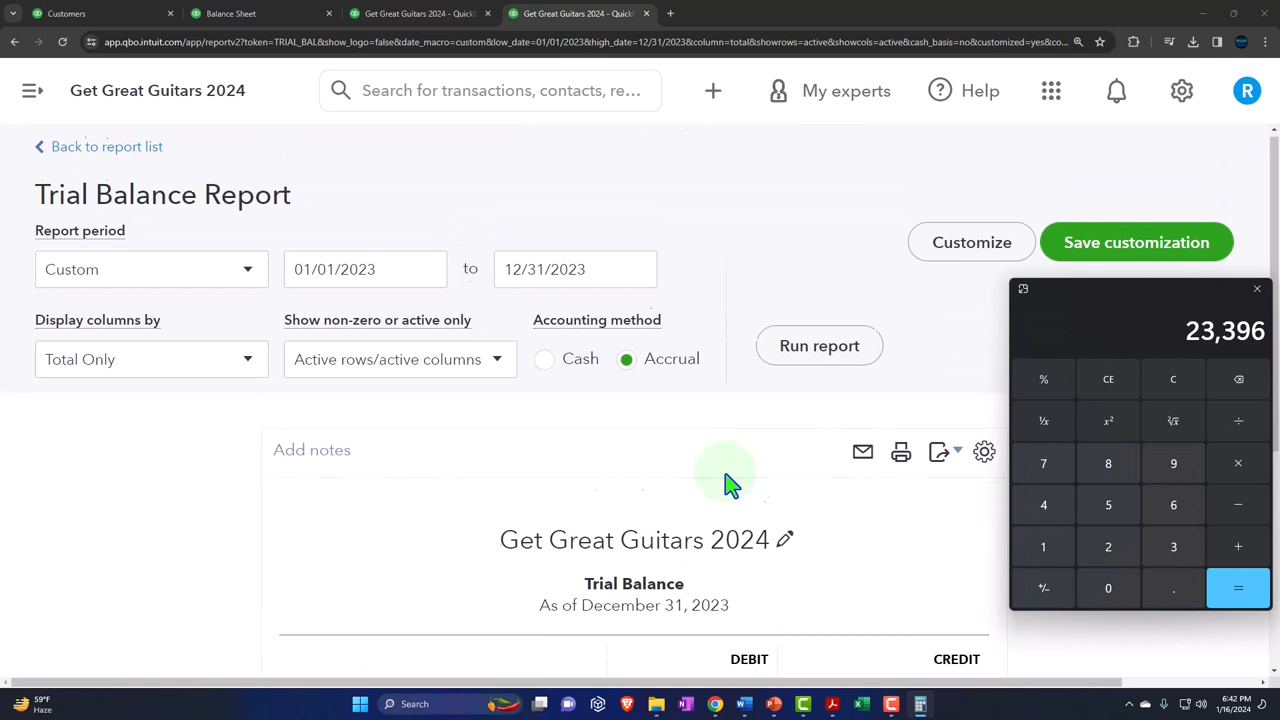 Customers
Balance Sheet
Get Great Guitars 2024 - QuickB
Get Great Guitars 2024 - QuickB
qbo.intuit.com/app/reportv2?token=TRIAL_BAL&show_logo=false&date_macro=custom&low_date=01/01/2023&high_date=12/31/2023&column=total&showrows=active&showcols=active&cash_basis=no&customized=yes&co...
Get Great Guitars 2024
Search for transactions, contacts, re...
My experts
Help
R
Back to report list
Trial Balance Report
Report period
Custom
01/01/2023
to
12/31/2023
Customize
Save customization
Display columns by
Show non-zero or active only
Accounting method
Total Only
Active rows/active columns
Cash
Accrual
Run report
23,396
% CE C
¹/x x² ²√x ÷
7 8 9 ×
4 5 6 −
1 2 3 +
+/− 0 . =
Add notes
Get Great Guitars 2024
Trial Balance
As of December 31, 2023
DEBIT CREDIT
59°F
Haze
Search
6:42 PM
1/16/2024